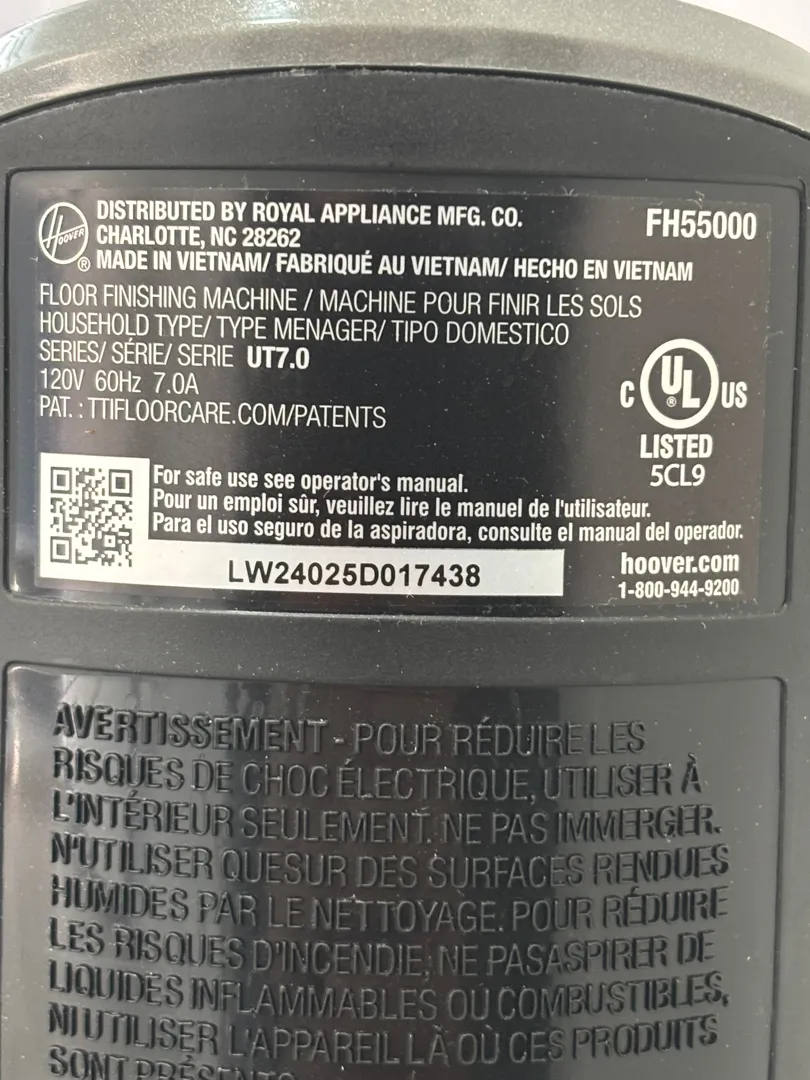 DISTRIBUTED BY ROYAL APPLIANCE MFG. CO.
FH55000
CHARLOTTE, NC 28262
HOOVER ®
MADE IN VIETNAM/ FABRIQUÉ AU VIETNAM/ HECHO EN VIETNAM
FLOOR FINISHING MACHINE / MACHINE POUR FINIR LES SOLS
HOUSEHOLD TYPE/ TYPE MENAGER/ TIPO DOMESTICO
SERIES/ SÉRIE/ SERIE UT7.0
120V 60Hz 7.0A
PAT. : TTIFLOORCARE.COM/PATENTS
C UL ® US
LISTED
5CL9
For safe use see operator's manual.
Pour un emploi sûr, veuillez lire le manuel de l'utilisateur.
Para el uso seguro de la aspiradora, consulte el manual del operador.
LW24025D017438
hoover.com
1-800-944-9200
AVERTISSEMENT - POUR RÉDUIRE LES
RISQUES DE CHOC ÉLECTRIQUE, UTILISER À
L'INTÉRIEUR SEULEMENT. NE PAS IMMERGER.
N'UTILISER QUESUR DES SURFACES RENDUES
HUMIDES PAR LE NETTOYAGE. POUR RÉDUIRE
LES RISQUES D'INCENDIE, NE PASASPIRER DE
LIQUIDES INFLAMMABLES OU COMBUSTIBLES,
NI UTILISER L'APPAREIL LÀ OÙ CES PRODUITS
SONT PRÉSENTS